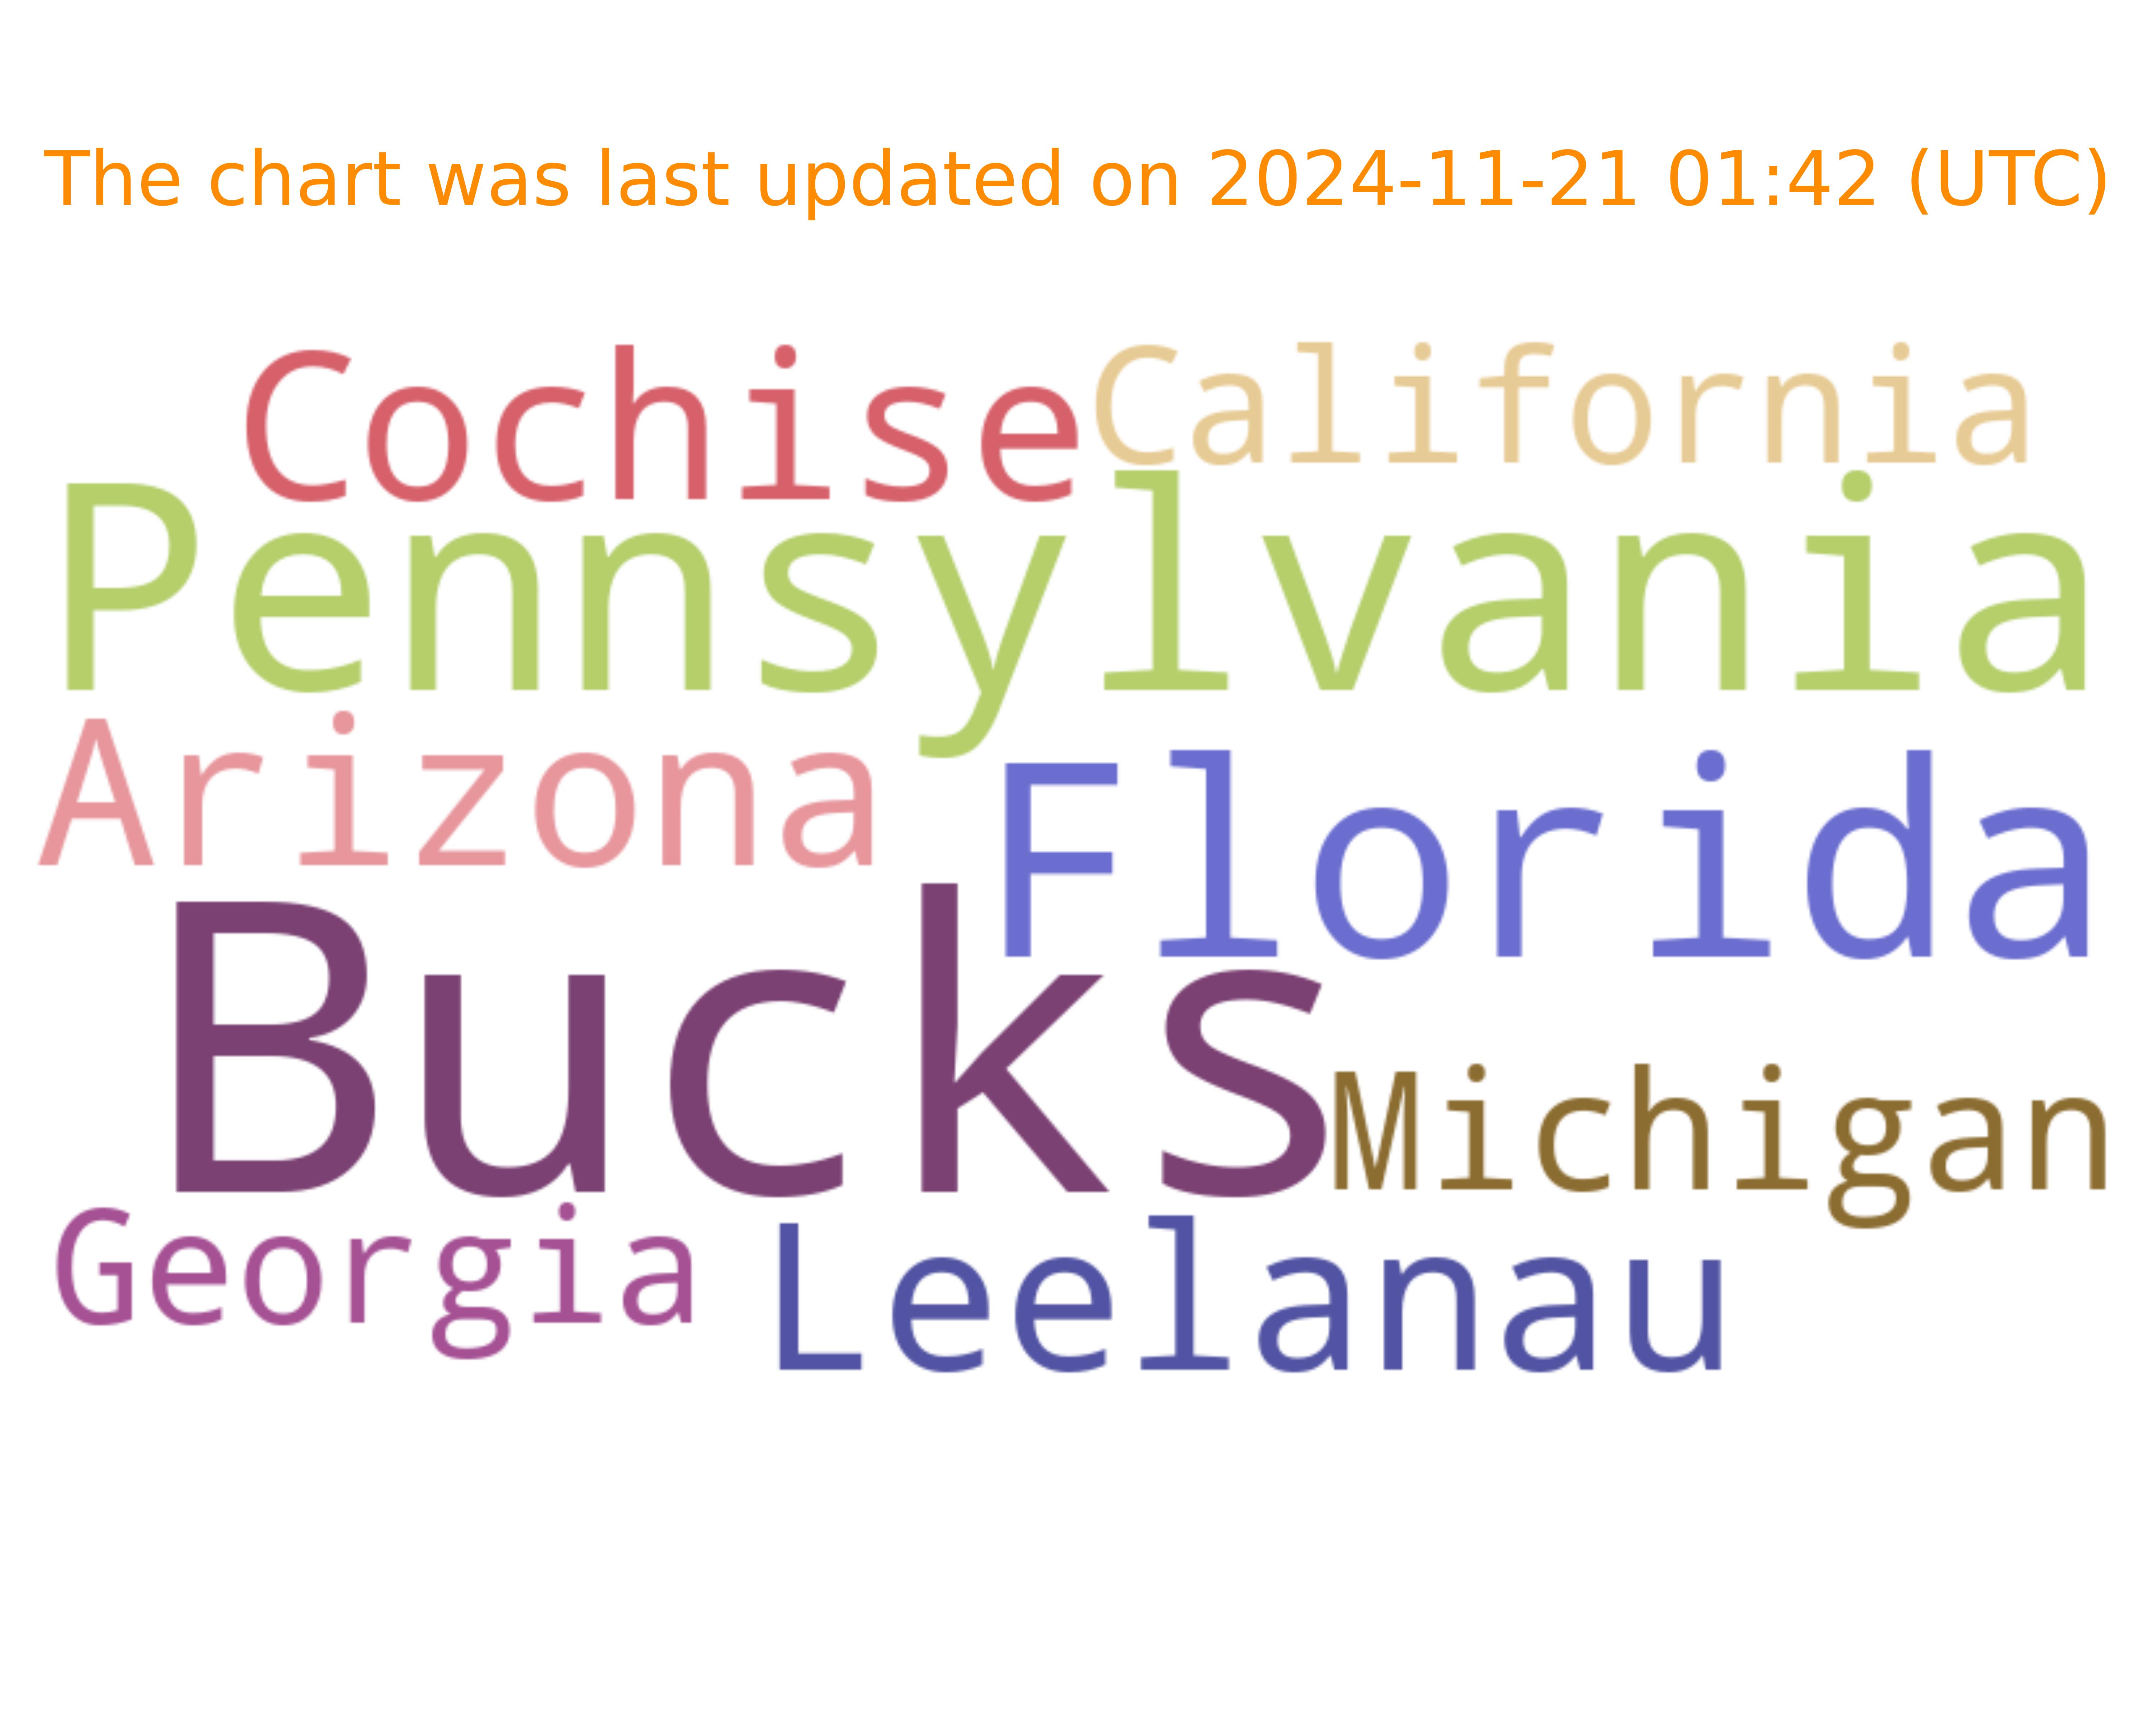 The chart was last updated on 2024-11-21 01:42 (UTC)
Cochise California
Pennsylvania
Arizona Florida
Bucks Michigan
Georgia Leelanau